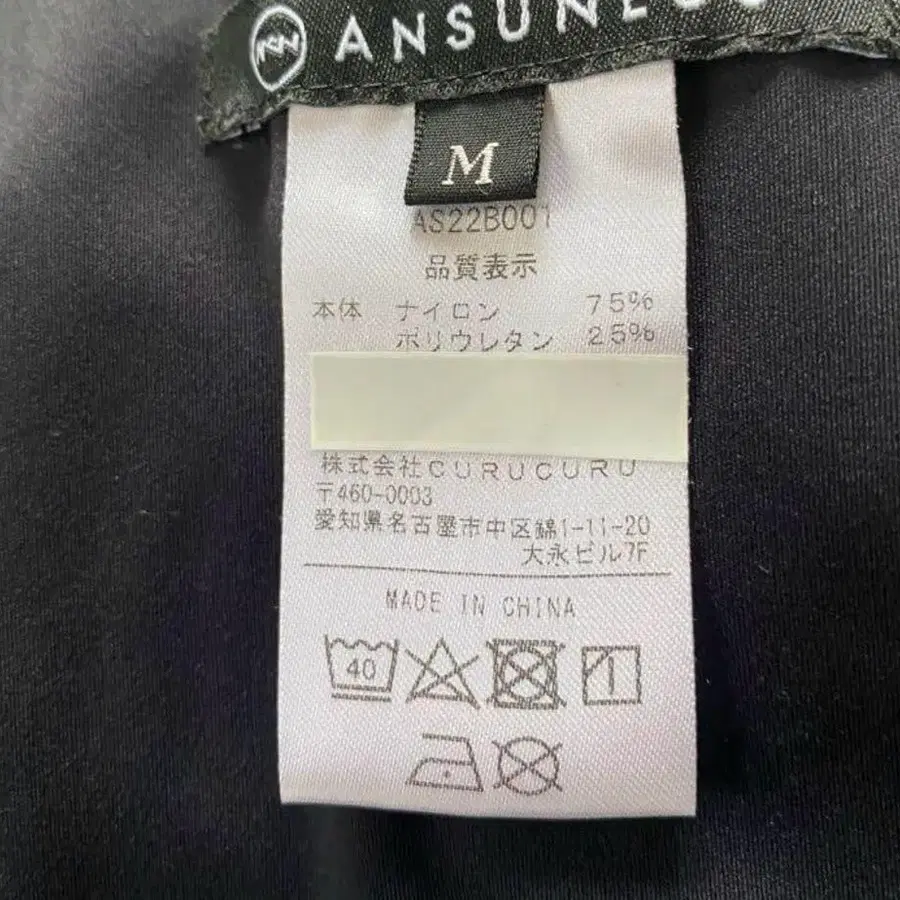 M
AS22B001
品質表示
本体 ナイロン 75%
ポリウレタン 25%
株式会社CURUCURU
〒460-0003
愛知県名古屋市中区錦1-11-20
大永ビル7F
MADE IN CHINA
40